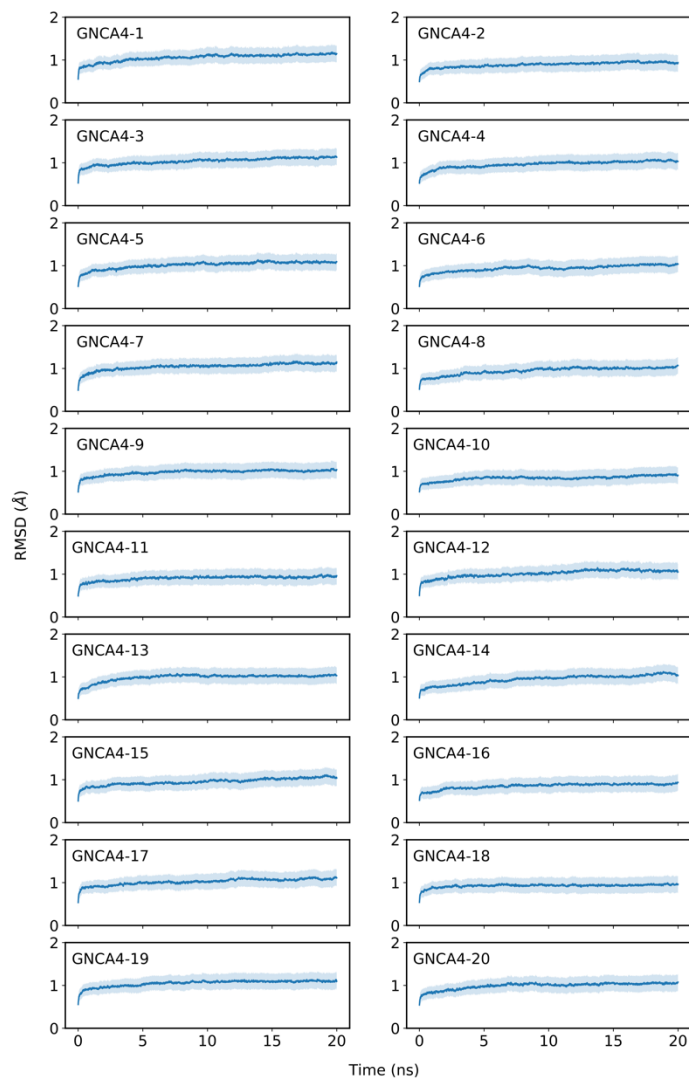 GNCA4-1
2
1
0
GNCA4-2
2
1
0
GNCA4-3
2
1
0
GNCA4-4
2
1
0
GNCA4-5
2
1
0
GNCA4-6
2
1
0
GNCA4-7
2
1
0
GNCA4-8
2
1
0
GNCA4-9
2
1
0
GNCA4-10
2
1
0
RMSD (Å)
GNCA4-11
2
1
0
GNCA4-12
2
1
0
GNCA4-13
2
1
0
GNCA4-14
2
1
0
GNCA4-15
2
1
0
GNCA4-16
2
1
0
GNCA4-17
2
1
0
GNCA4-18
2
1
0
GNCA4-19
2
1
0
GNCA4-20
2
1
0
0 5 10 15 20
0 5 10 15 20
Time (ns)